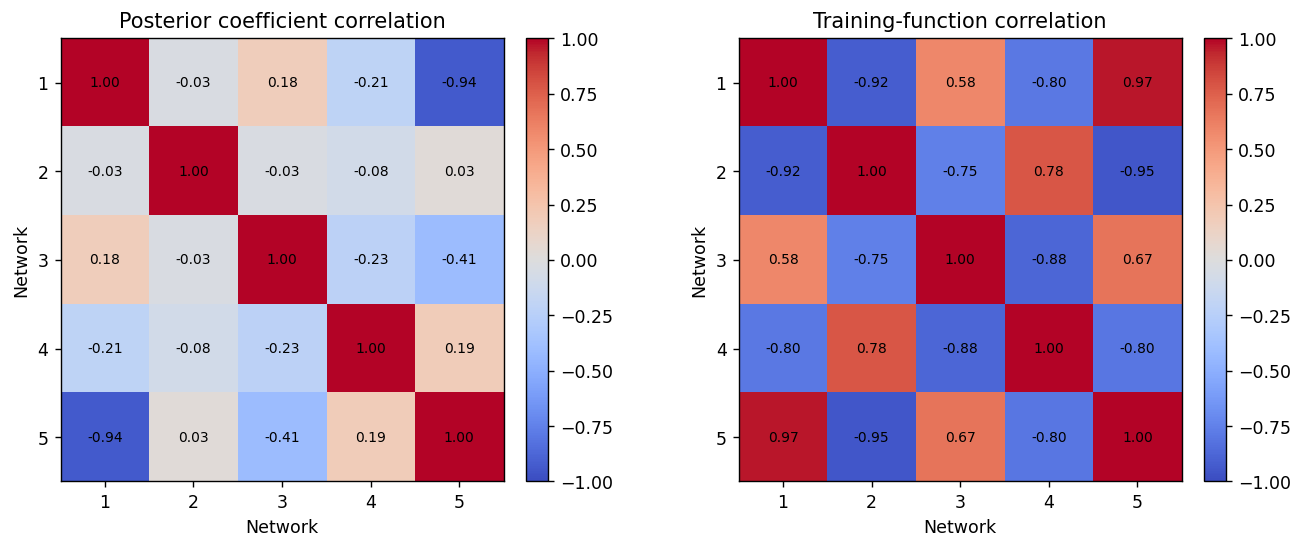 Posterior coefficient correlation
Training-function correlation
1 1.00 -0.03 0.18 -0.21 -0.94
2 -0.03 1.00 -0.03 -0.08 0.03
3 0.18 -0.03 1.00 -0.23 -0.41
4 -0.21 -0.08 -0.23 1.00 0.19
5 -0.94 0.03 -0.41 0.19 1.00
1 2 3 4 5
Network
Network
1.00
0.75
0.50
0.25
0.00
−0.25
−0.50
−0.75
−1.00
1 1.00 -0.92 0.58 -0.80 0.97
2 -0.92 1.00 -0.75 0.78 -0.95
3 0.58 -0.75 1.00 -0.88 0.67
4 -0.80 0.78 -0.88 1.00 -0.80
5 0.97 -0.95 0.67 -0.80 1.00
1 2 3 4 5
Network
Network
1.00
0.75
0.50
0.25
0.00
−0.25
−0.50
−0.75
−1.00